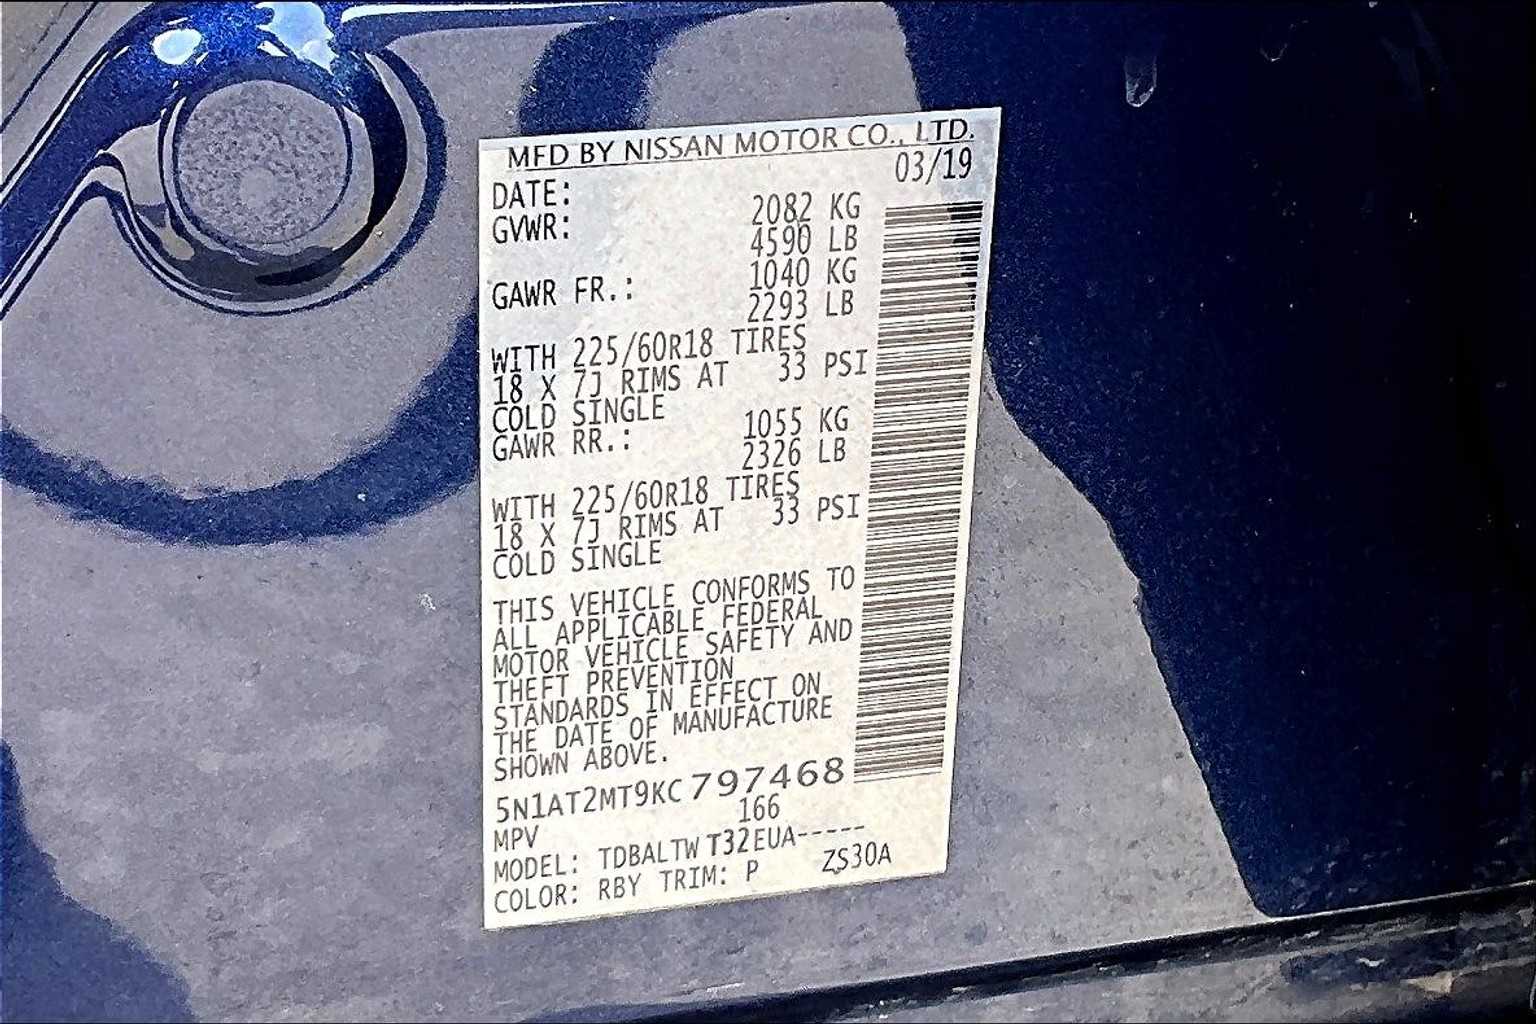 MFD BY NISSAN MOTOR CO., LTD.
DATE: 03/19
GVWR: 2082 KG
4590 LB
GAWR FR.: 1040 KG
2293 LB
WITH 225/60R18 TIRES
18 X 7J RIMS AT 33 PSI
COLD SINGLE
GAWR RR.: 1055 KG
2326 LB
WITH 225/60R18 TIRES
18 X 7J RIMS AT 33 PSI
COLD SINGLE
THIS VEHICLE CONFORMS TO
ALL APPLICABLE FEDERAL
MOTOR VEHICLE SAFETY AND
THEFT PREVENTION
STANDARDS IN EFFECT ON
THE DATE OF MANUFACTURE
SHOWN ABOVE.
5N1AT2MT9KC797468
MPV 166
MODEL: TDBALTWT32EUA-----
COLOR: RBY TRIM: P ZS30A